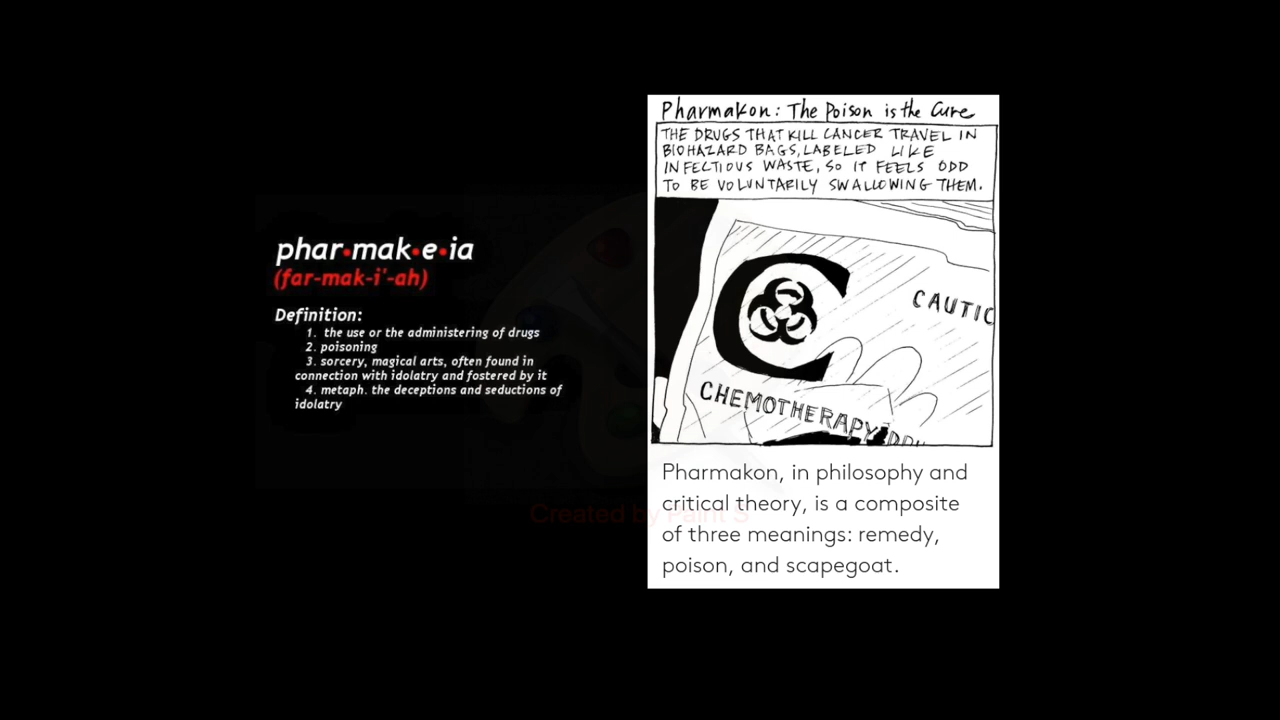 phar•mak•e•ia
(far-mak-i'-ah)
Definition:
1. the use or the administering of drugs
2. poisoning
3. sorcery, magical arts, often found in
connection with idolatry and fostered by it
4. metaph. the deceptions and seductions of
idolatry
Pharmakon: The Poison is the Cure
THE DRUGS THAT KILL CANCER TRAVEL IN
BIOHAZARD BAGS, LABELED LIKE
INFECTIOUS WASTE, SO IT FEELS ODD
TO BE VOLUNTARILY SWALLOWING THEM.
C
CAUTIC
CHEMOTHERAPY
Pharmakon, in philosophy and
critical theory, is a composite
of three meanings: remedy,
poison, and scapegoat.
Created by Paint S